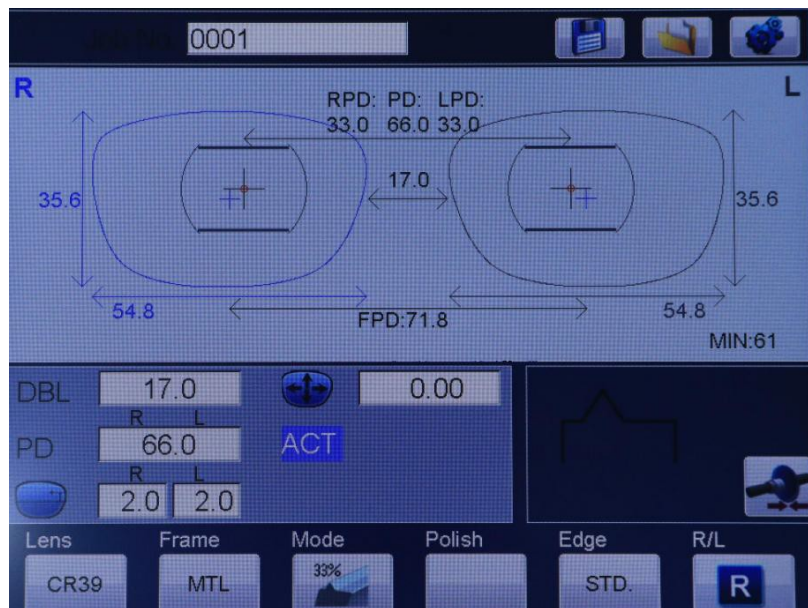 Job No. 0001
R
L
RPD: PD: LPD:
33.0 66.0 33.0
17.0
35.6
35.6
54.8
54.8
FPD:71.8
MIN:61
DBL 17.0
0.00
R L
PD 66.0
ACT
R L
2.0 2.0
Lens Frame Mode Polish Edge R/L
CR39 MTL 33% STD. R